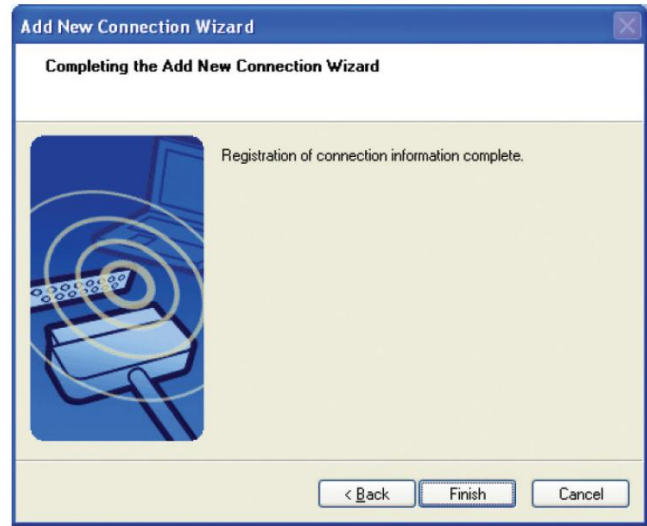 Add New Connection Wizard
Completing the Add New Connection Wizard
Registration of connection information complete.
< Back
Finish
Cancel